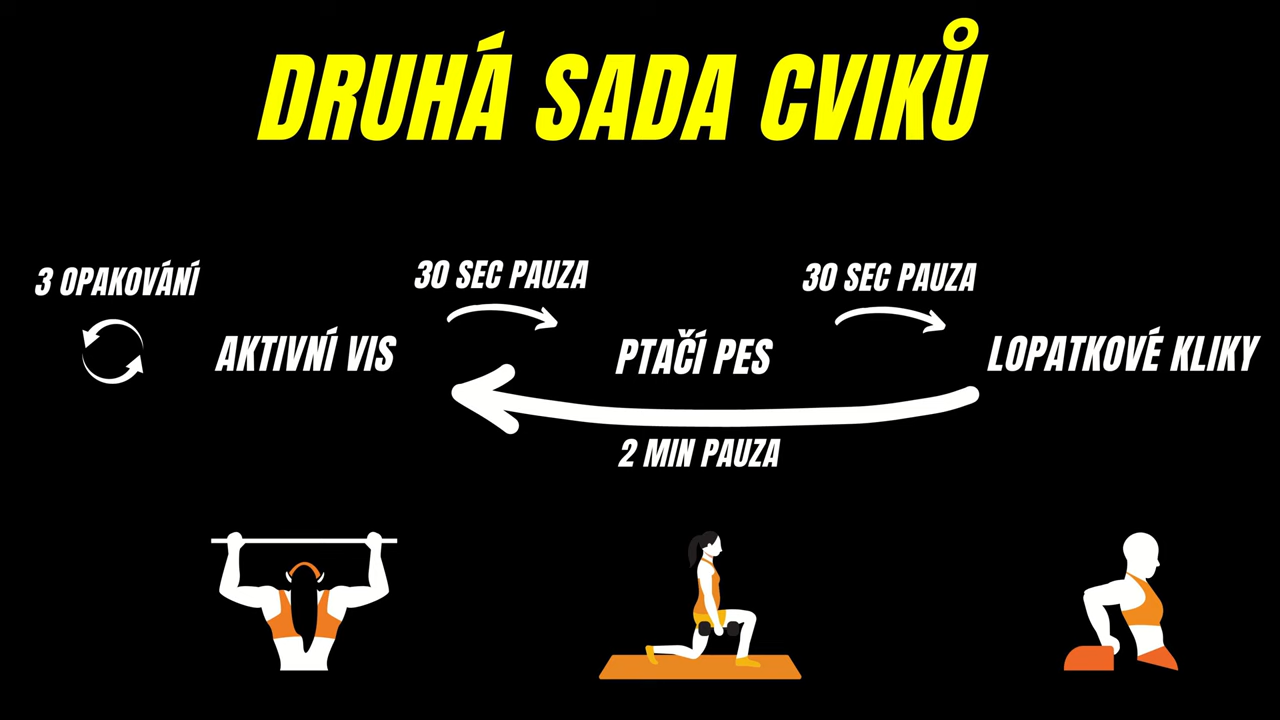 DRUHÁ SADA CVIKŮ
3 OPAKOVÁNÍ
30 SEC PAUZA
30 SEC PAUZA
AKTIVNÍ VIS
PTAČÍ PES
LOPATKOVÉ KLIKY
2 MIN PAUZA